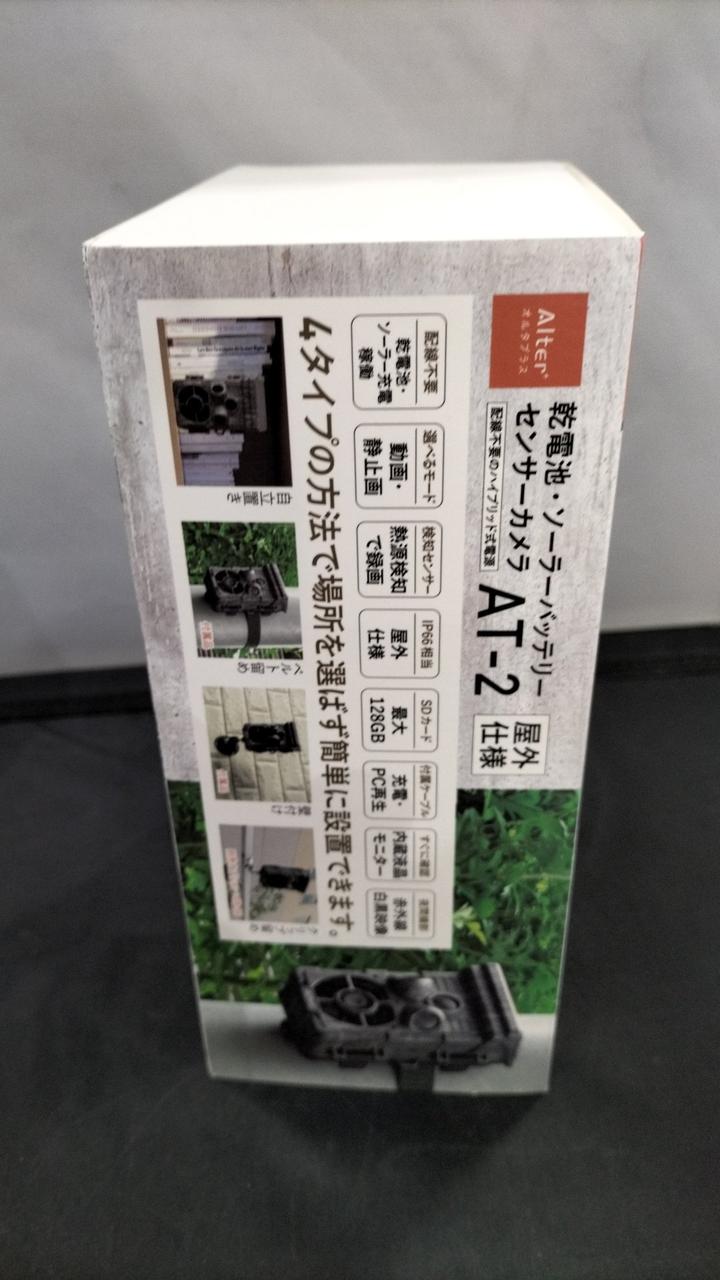 Alter+
オルタプラス
乾電池・ソーラーバッテリー
センサーカメラ AT-2
配線不要のハイブリッド式電源
屋外
仕様
配線不要
乾電池・
ソーラー充電
稼働
選べるモード
動画・
静止画
検知センサー
熱源検知
で録画
IP66相当
屋外
仕様
SDカード
最大
128GB
付属ケーブル
充電・
PC再生
すぐに確認
内蔵液晶
モニター
夜間撮影
赤外線
白黒映像
4タイプの方法で場所を選ばず簡単に設置できます。
自立置き
ベルト留め
壁付け
クリップ留め